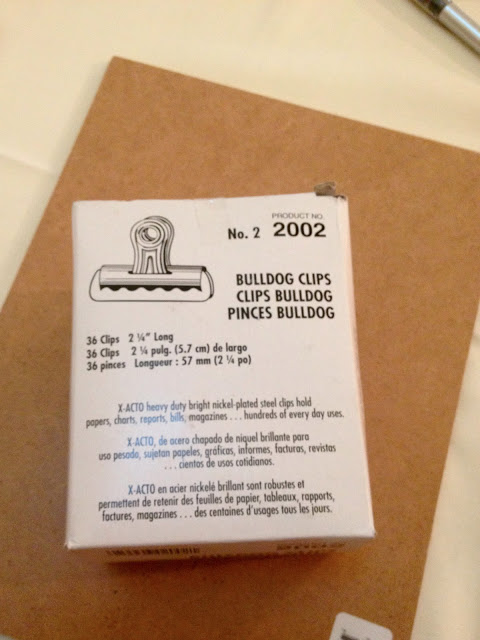 PRODUCT NO.
No. 2 2002
BULLDOG CLIPS
CLIPS BULLDOG
PINCES BULLDOG
36 Clips 2 ¼" Long
36 Clips 2 ¼ pulg. (5.7 cm) de largo
36 pinces Longueur : 57 mm (2 ¼ po)
X-ACTO heavy duty bright nickel-plated steel clips hold
papers, charts, reports, bills, magazines . . . hundreds of every day uses.
X-ACTO, de acero chapado de niquel brillante para
uso pesado, sujetan papeles, gráficas, informes, facturas, revistas
. . . cientos de usos cotidianos.
X-ACTO en acier nickelé brillant sont robustes et
permettent de retenir des feuilles de papier, tableaux, rapports,
factures, magazines . . . des centaines d'usages tous les jours.